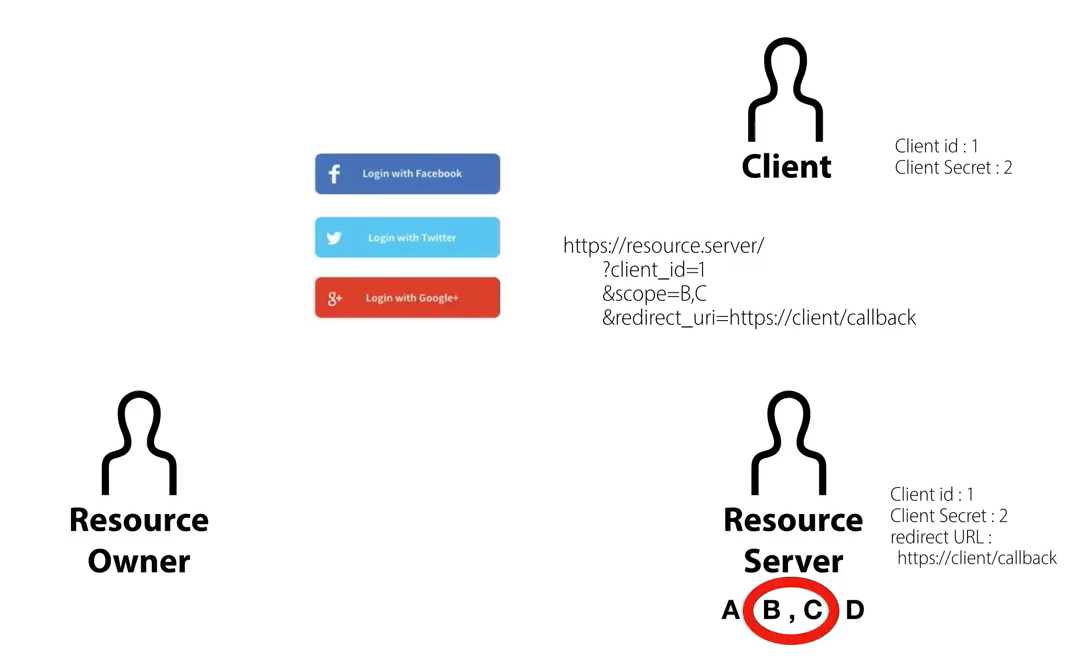 Client
Client id : 1
Client Secret : 2
f
Login with Facebook
Login with Twitter
g+
Login with Google+
https://resource.server/
?client_id=1
&scope=B,C
&redirect_uri=https://client/callback
Resource
Owner
Resource
Server
Client id : 1
Client Secret : 2
redirect URL :
https://client/callback
A B , C D